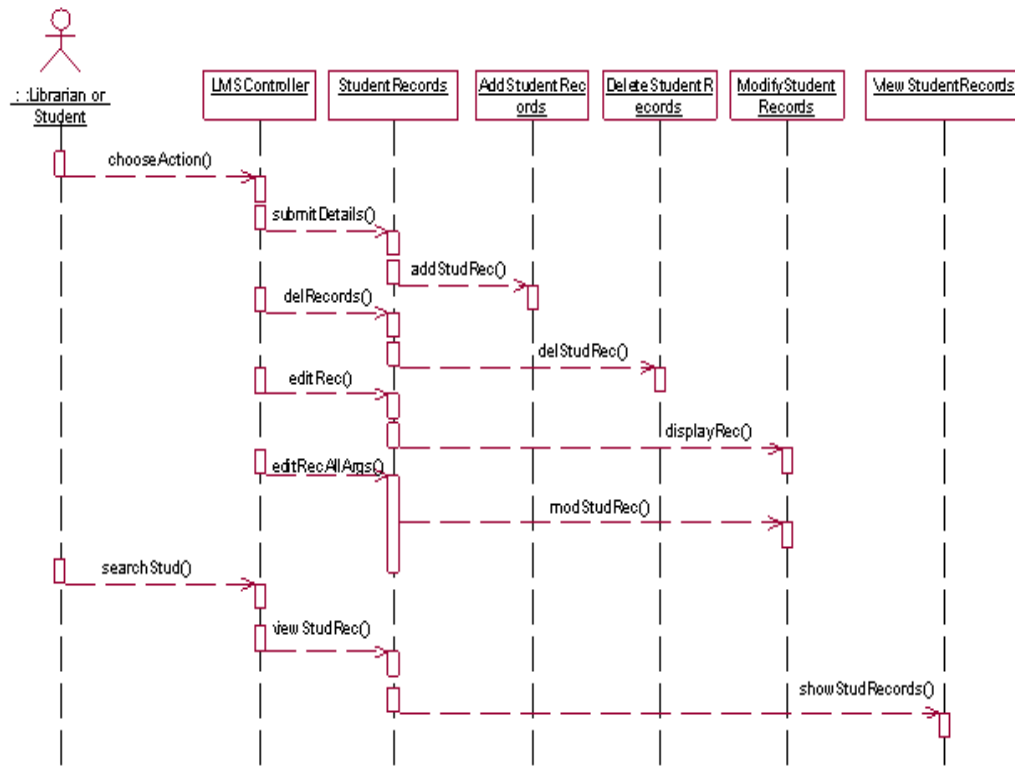 : :Librarian or
Student
LMSController
StudentRecords
AddStudentRec
ords
DeleteStudentR
ecords
ModifyStudent
Records
ViewStudentRecords
chooseAction()
submitDetails()
addStudRec()
delRecords()
delStudRec()
editRec()
displayRec()
editRecAllArgs()
modStudRec()
searchStud()
viewStudRec()
showStudRecords()